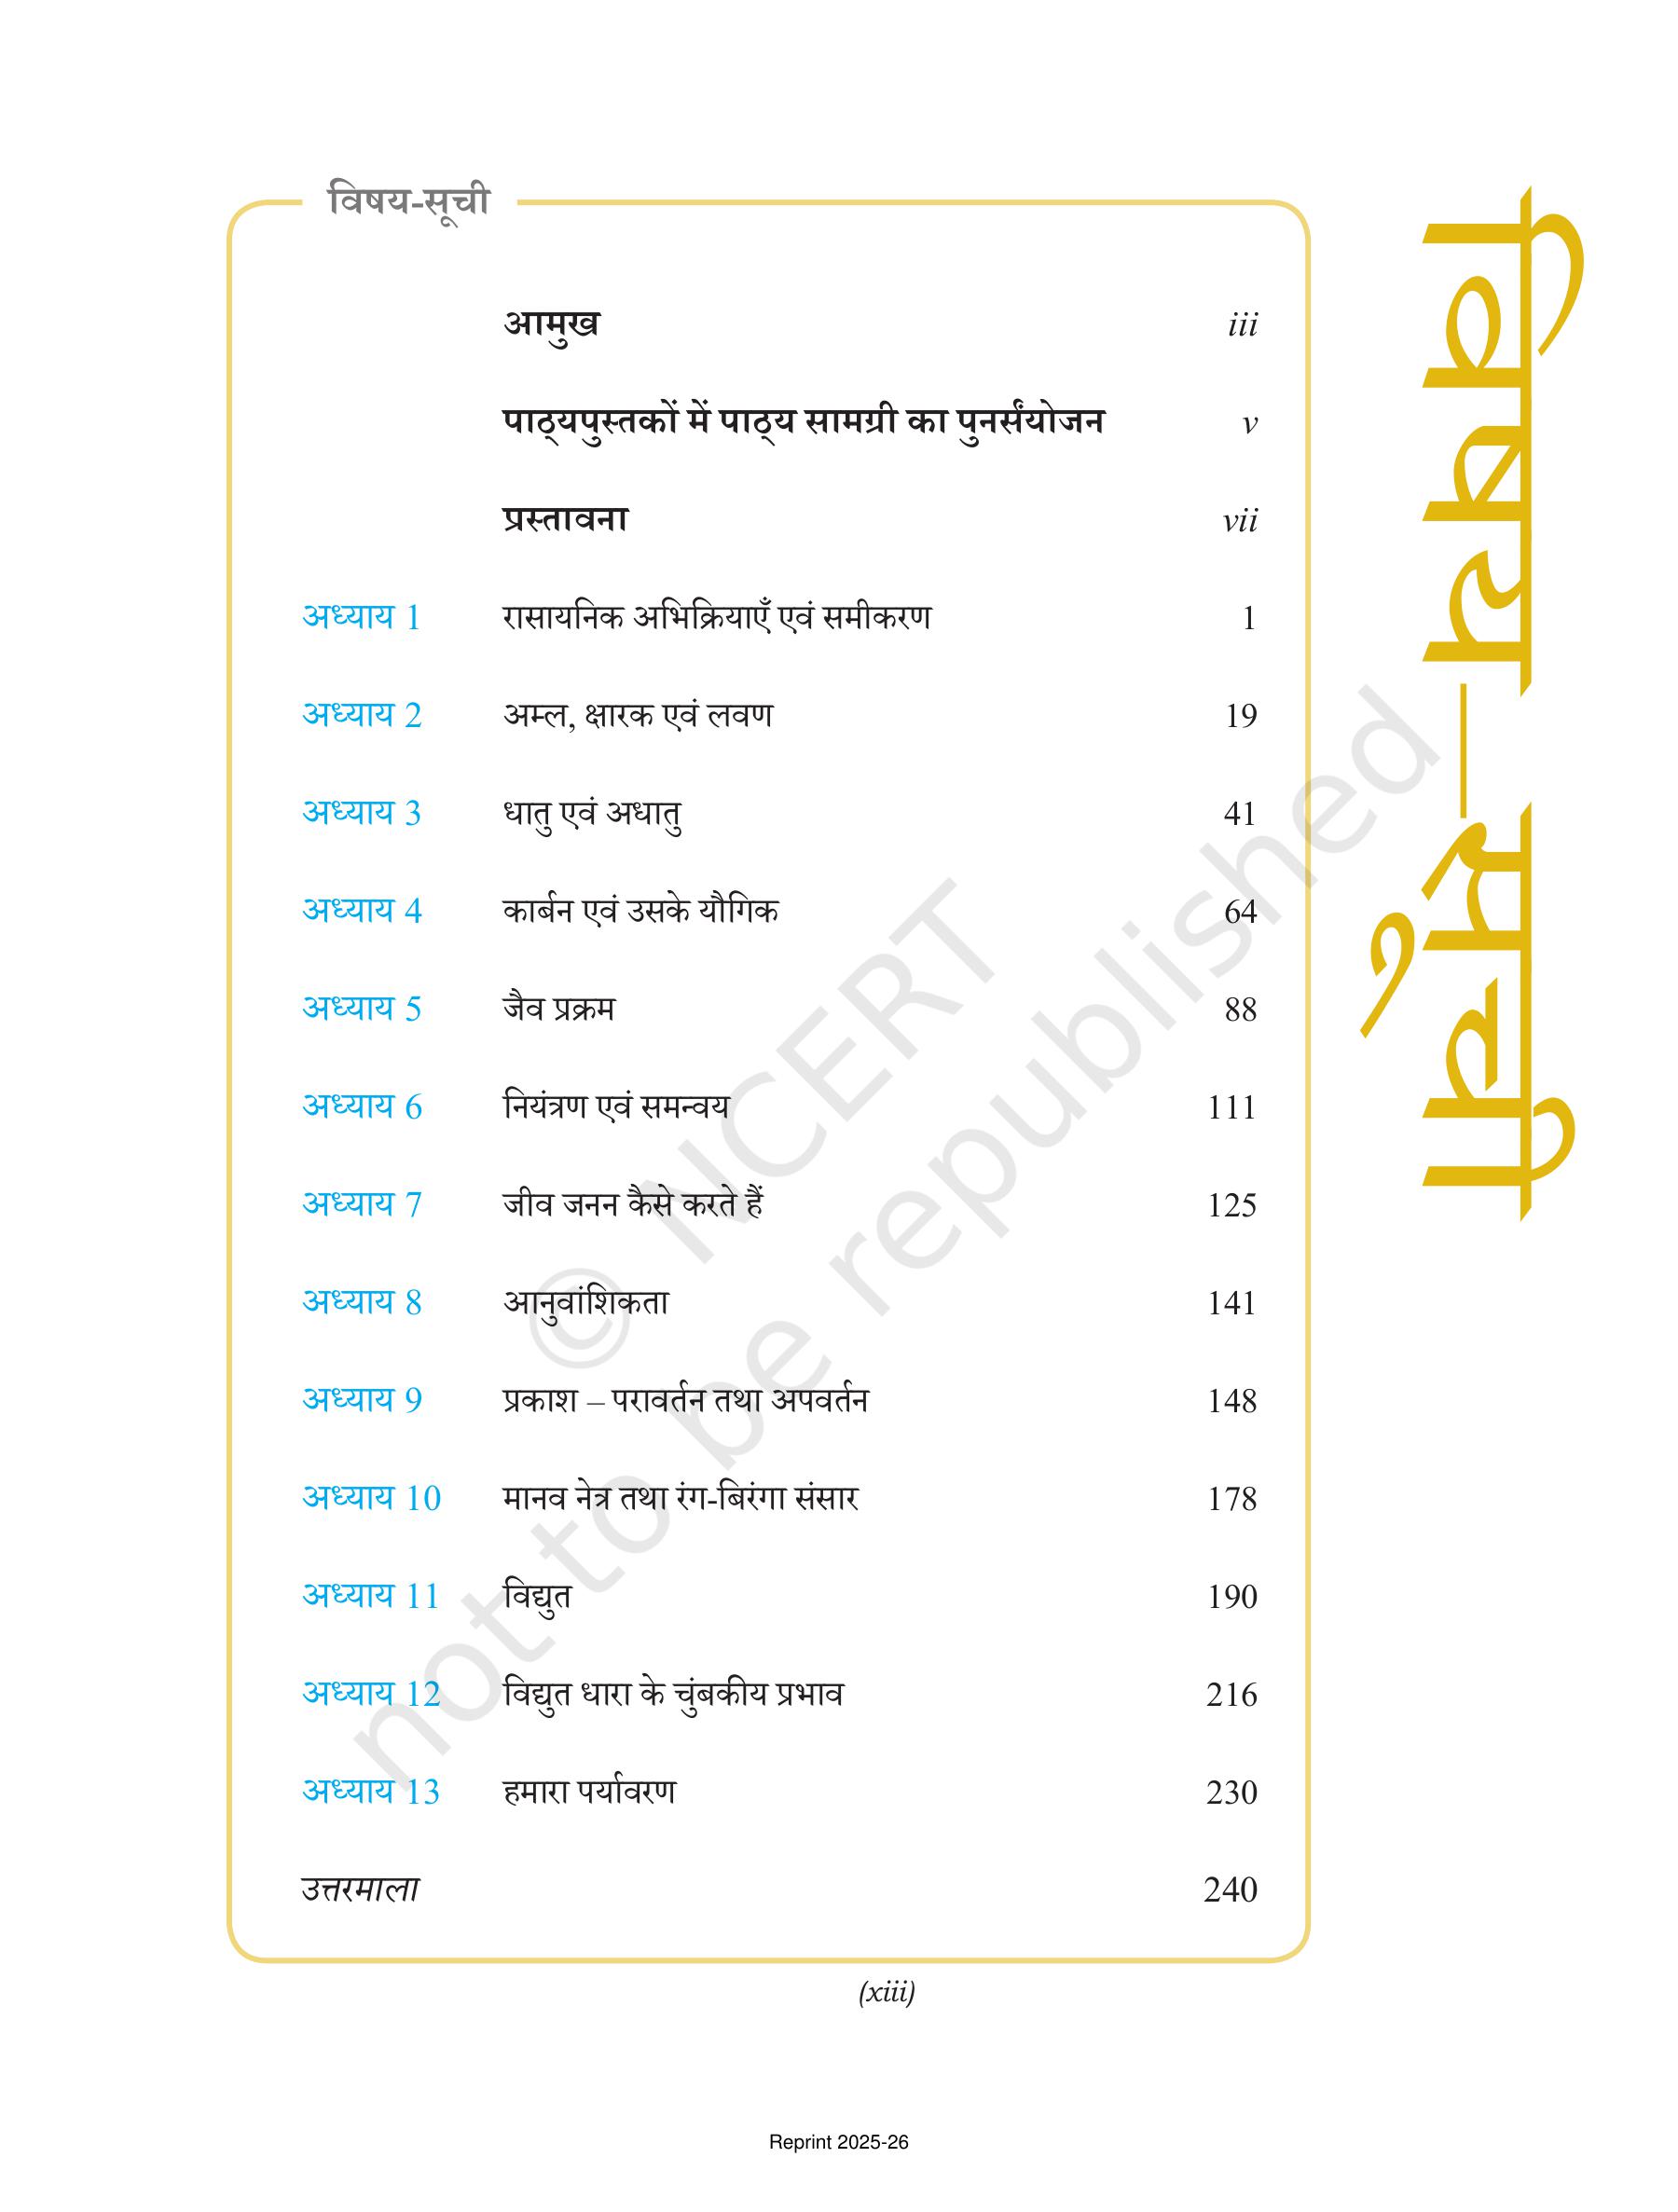 विषय-सूची
आमुख iii
पाठ्यपुस्तकों में पाठ्य सामग्री का पुनर्संयोजन v
प्रस्तावना vii
अध्याय 1 रासायनिक अभिक्रियाएँ एवं समीकरण 1
अध्याय 2 अम्ल, क्षारक एवं लवण 19
अध्याय 3 धातु एवं अधातु 41
अध्याय 4 कार्बन एवं उसके यौगिक 64
अध्याय 5 जैव प्रक्रम 88
अध्याय 6 नियंत्रण एवं समन्वय 111
अध्याय 7 जीव जनन कैसे करते हैं 125
अध्याय 8 आनुवांशिकता 141
अध्याय 9 प्रकाश – परावर्तन तथा अपवर्तन 148
अध्याय 10 मानव नेत्र तथा रंग-बिरंगा संसार 178
अध्याय 11 विद्युत 190
अध्याय 12 विद्युत धारा के चुंबकीय प्रभाव 216
अध्याय 13 हमारा पर्यावरण 230
उत्तरमाला 240
(xiii)
विषय-सूची
© NCERT
not to be republished
Reprint 2025-26